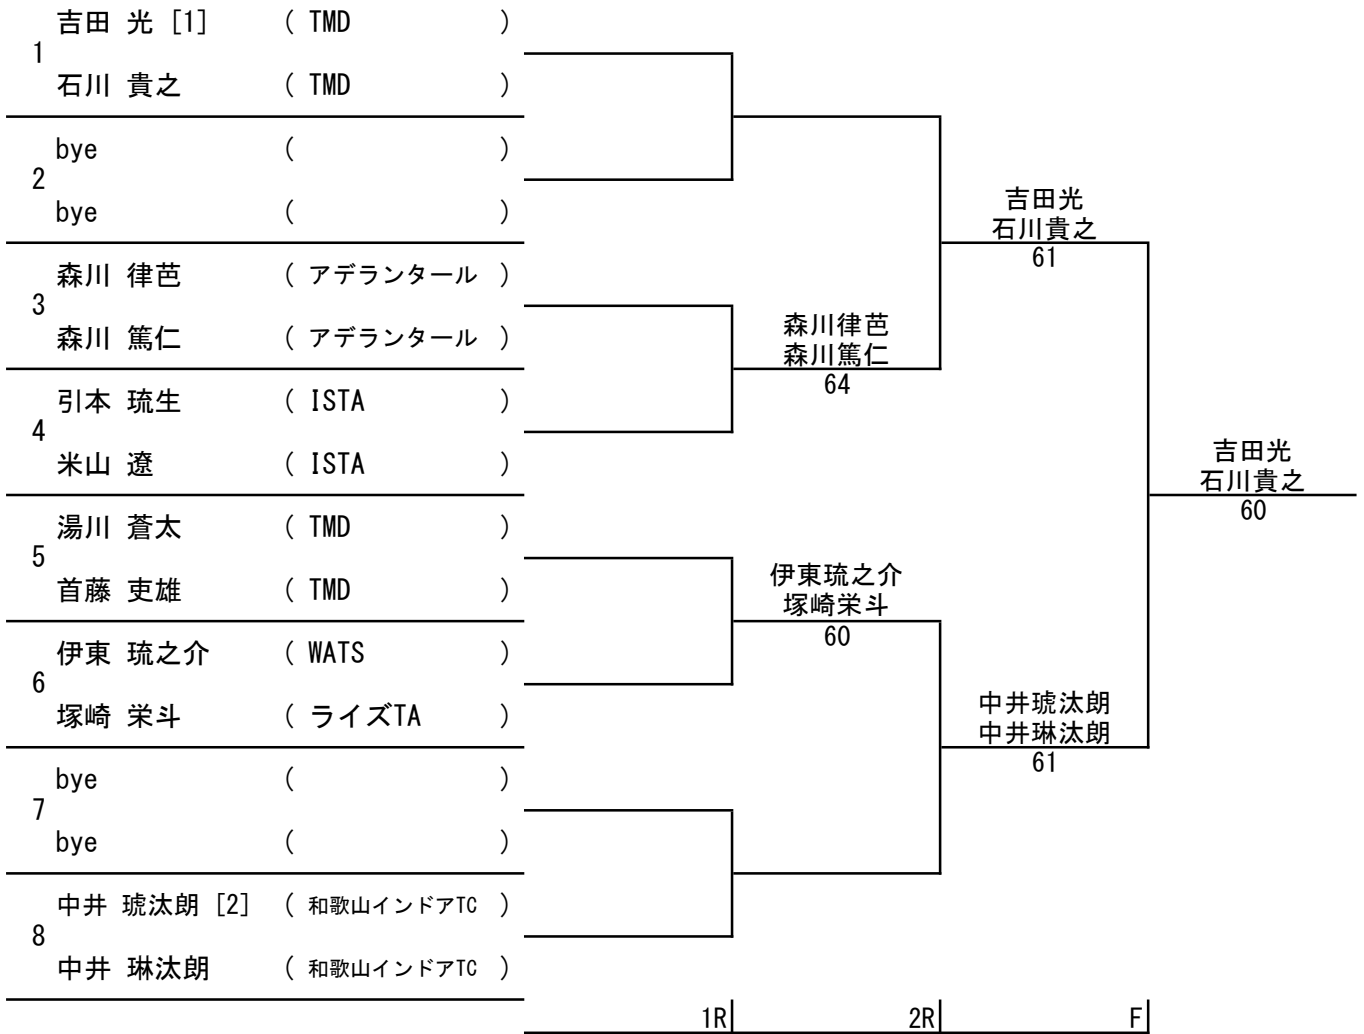 吉田 光 [1] ( TMD )
1
石川 貴之 ( TMD )
bye ( )
2
bye ( )
森川 律芭 ( アデランタール )
3
森川 篤仁 ( アデランタール )
引本 琉生 ( ISTA )
4
米山 遼 ( ISTA )
湯川 蒼太 ( TMD )
5
首藤 吏雄 ( TMD )
伊東 琉之介 ( WATS )
6
塚崎 栄斗 ( ライズTA )
bye ( )
7
bye ( )
中井 琥汰朗 [2] ( 和歌山インドアTC )
8
中井 琳汰朗 ( 和歌山インドアTC )
森川律芭
森川篤仁
64
伊東琉之介
塚崎栄斗
60
吉田光
石川貴之
61
中井琥汰朗
中井琳汰朗
61
吉田光
石川貴之
60
1R 2R F